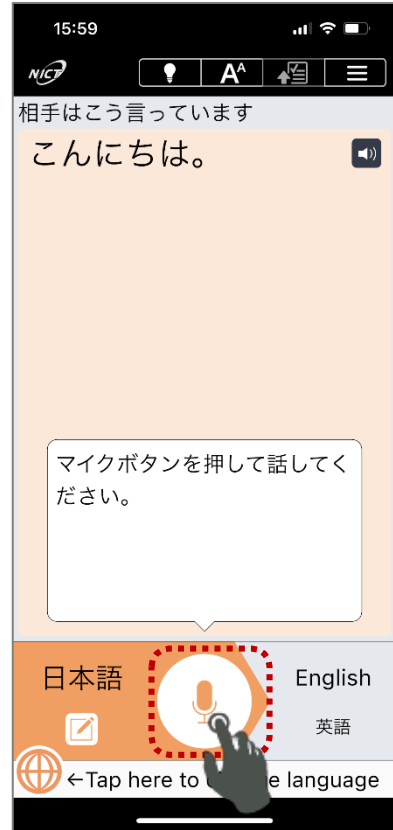 15:59
NICT
AA
相手はこう言っています
こんにちは。
マイクボタンを押して話してく
ださい。
日本語
English
英語
←Tap here to e language